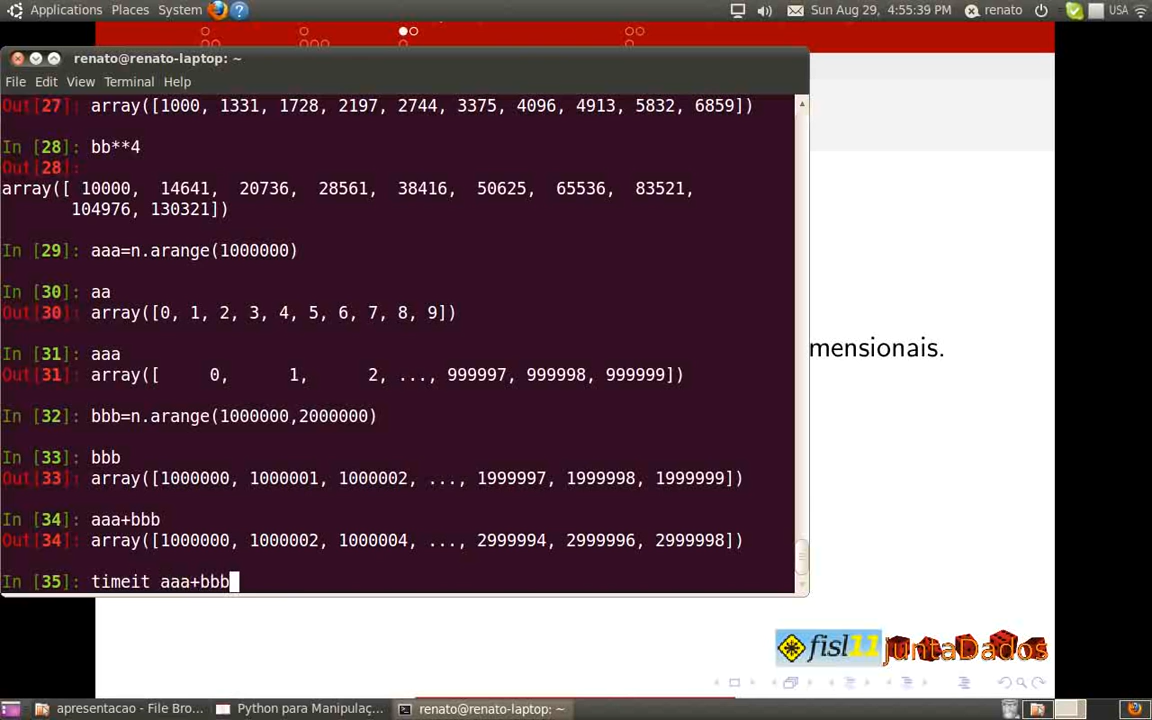 Applications Places System
Sun Aug 29, 4:55:39 PM renato USA
renato@renato-laptop: ~
File Edit View Terminal Help
Out[27]: array([1000, 1331, 1728, 2197, 2744, 3375, 4096, 4913, 5832, 6859])
In [28]: bb**4
Out[28]:
array([ 10000, 14641, 20736, 28561, 38416, 50625, 65536, 83521,
104976, 130321])
In [29]: aaa=n.arange(1000000)
In [30]: aa
Out[30]: array([0, 1, 2, 3, 4, 5, 6, 7, 8, 9])
In [31]: aaa
Out[31]: array([ 0, 1, 2, ..., 999997, 999998, 999999])
mensionais.
In [32]: bbb=n.arange(1000000,2000000)
In [33]: bbb
Out[33]: array([1000000, 1000001, 1000002, ..., 1999997, 1999998, 1999999])
In [34]: aaa+bbb
Out[34]: array([1000000, 1000002, 1000004, ..., 2999994, 2999996, 2999998])
In [35]: timeit aaa+bbb
fisl11 juntaDados
apresentacao - File Bro... Python para Manipulaç... renato@renato-laptop: ~